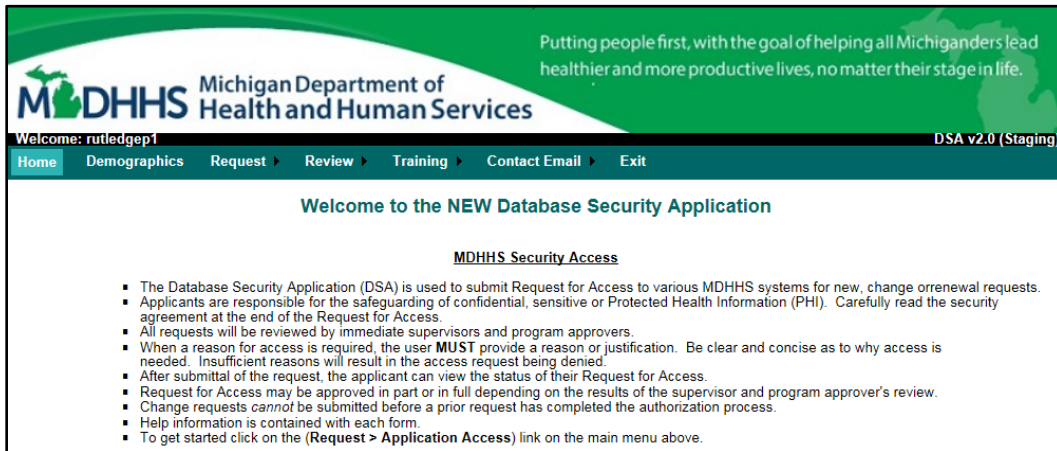 Putting people first, with the goal of helping all Michiganders lead
healthier and more productive lives, no matter their stage in life.
MDHHS Michigan Department of
Health and Human Services
Welcome: rutledgep1 DSA v2.0 (Staging)
Home Demographics Request Review Training Contact Email Exit
Welcome to the NEW Database Security Application
MDHHS Security Access
▪ The Database Security Application (DSA) is used to submit Request for Access to various MDHHS systems for new, change orrenewal requests.
▪ Applicants are responsible for the safeguarding of confidential, sensitive or Protected Health Information (PHI). Carefully read the security
agreement at the end of the Request for Access.
▪ All requests will be reviewed by immediate supervisors and program approvers.
▪ When a reason for access is required, the user MUST provide a reason or justification. Be clear and concise as to why access is
needed. Insufficient reasons will result in the access request being denied.
▪ After submittal of the request, the applicant can view the status of their Request for Access.
▪ Request for Access may be approved in part or in full depending on the results of the supervisor and program approver's review.
▪ Change requests cannot be submitted before a prior request has completed the authorization process.
▪ Help information is contained with each form.
▪ To get started click on the (Request > Application Access) link on the main menu above.